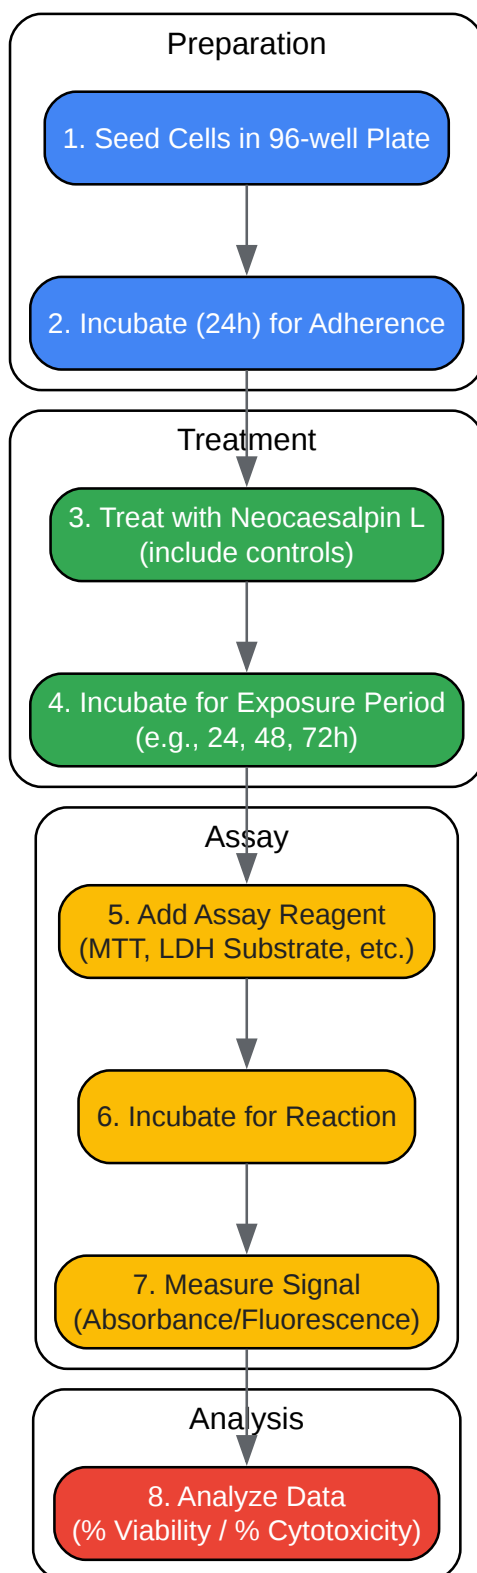 Preparation
1. Seed Cells in 96-well Plate
2. Incubate (24h) for Adherence
Treatment
3. Treat with Neocaesalpin L
(include controls)
4. Incubate for Exposure Period
(e.g., 24, 48, 72h)
Assay
5. Add Assay Reagent
(MTT, LDH Substrate, etc.)
6. Incubate for Reaction
7. Measure Signal
(Absorbance/Fluorescence)
Analysis
8. Analyze Data
(% Viability / % Cytotoxicity)